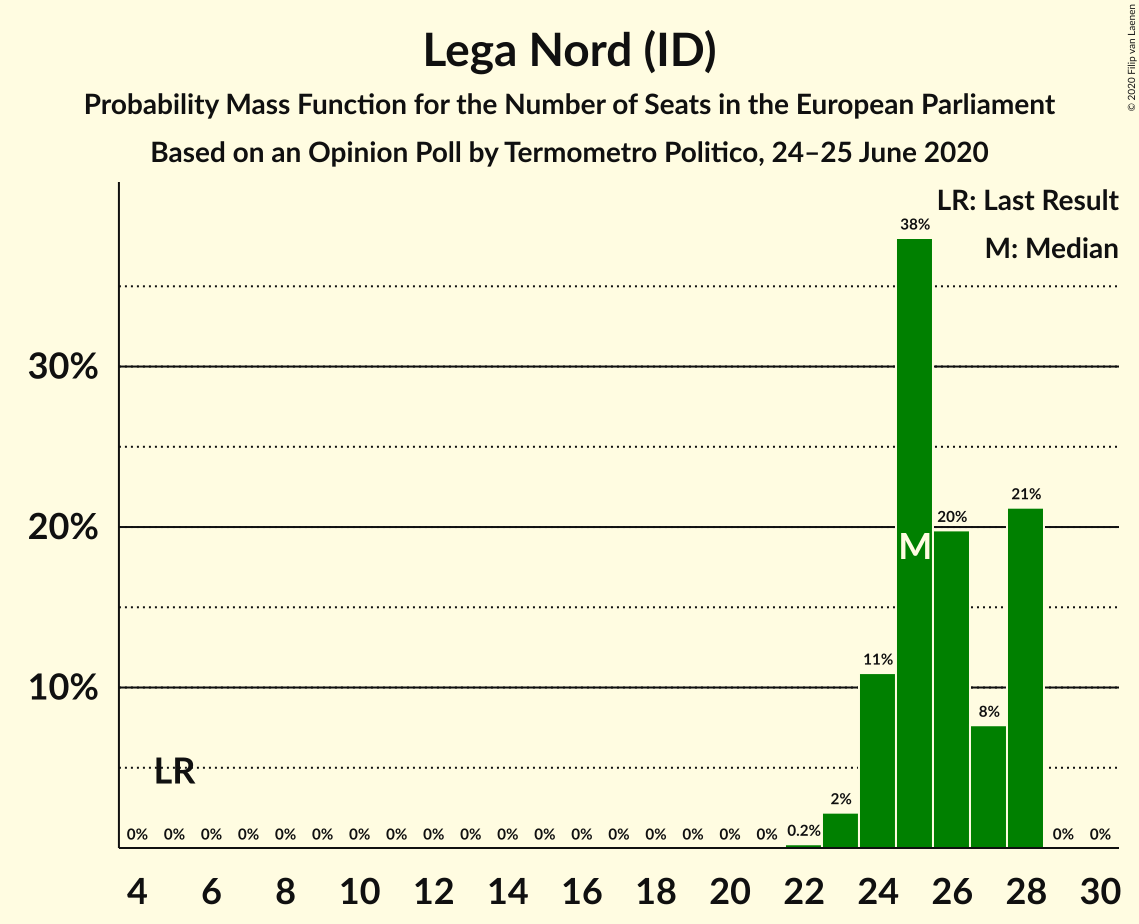 Lega Nord (ID)
Probability Mass Function for the Number of Seats in the European Parliament
Based on an Opinion Poll by Termometro Politico, 24–25 June 2020
© 2020 Filip van Laenen
LR: Last Result
M: Median
38%
30%
21%
20%
20%
M
11%
10%
8%
LR
2%
0% 0% 0% 0% 0% 0% 0% 0% 0% 0% 0% 0% 0% 0% 0% 0% 0% 0% 0.2% 0% 0%
4 6 8 10 12 14 16 18 20 22 24 26 28 30